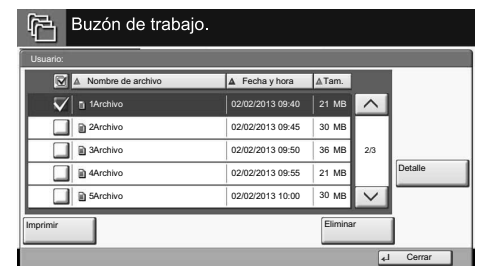 Buzón de trabajo.
Usuario:
Nombre de archivo Fecha y hora Tam.
1Archivo 02/02/2013 09:40 21 MB
2Archivo 02/02/2013 09:45 30 MB
3Archivo 02/02/2013 09:50 36 MB 2/3
4Archivo 02/02/2013 09:55 21 MB Detalle
5Archivo 02/02/2013 10:00 30 MB
Imprimir Eliminar
Cerrar